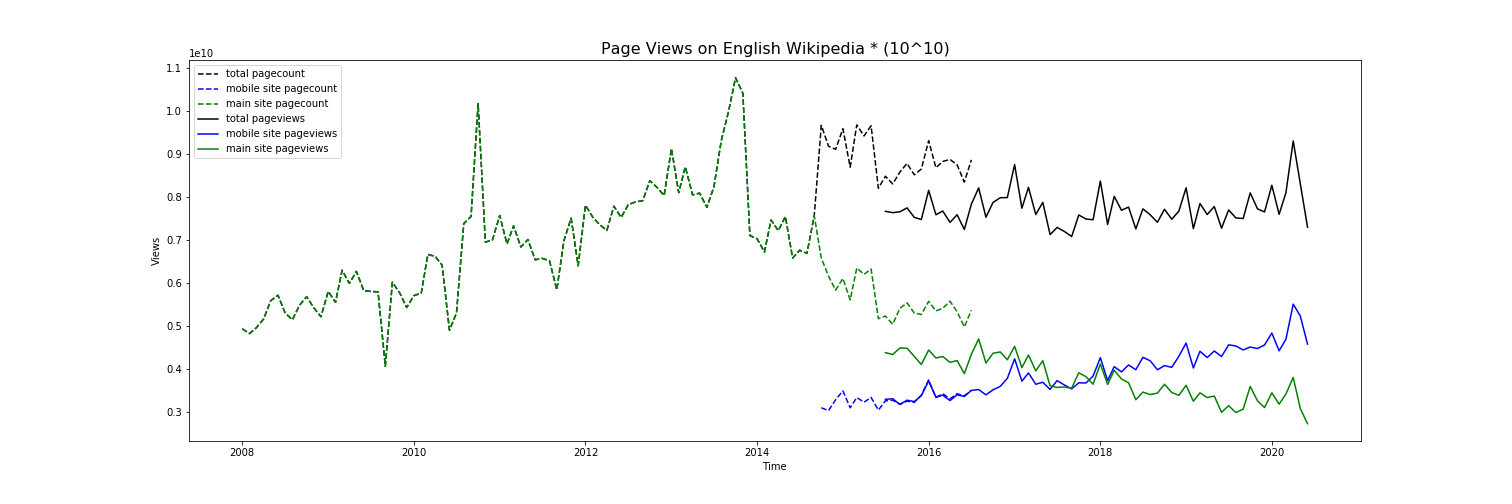 Page Views on English Wikipedia * (10^10)
1e10
1.1
1.0
0.9
0.8
0.7
0.6
0.5
0.4
0.3
Views
total pagecount
mobile site pagecount
main site pagecount
total pageviews
mobile site pageviews
main site pageviews
2008 2010 2012 2014 2016 2018 2020
Time